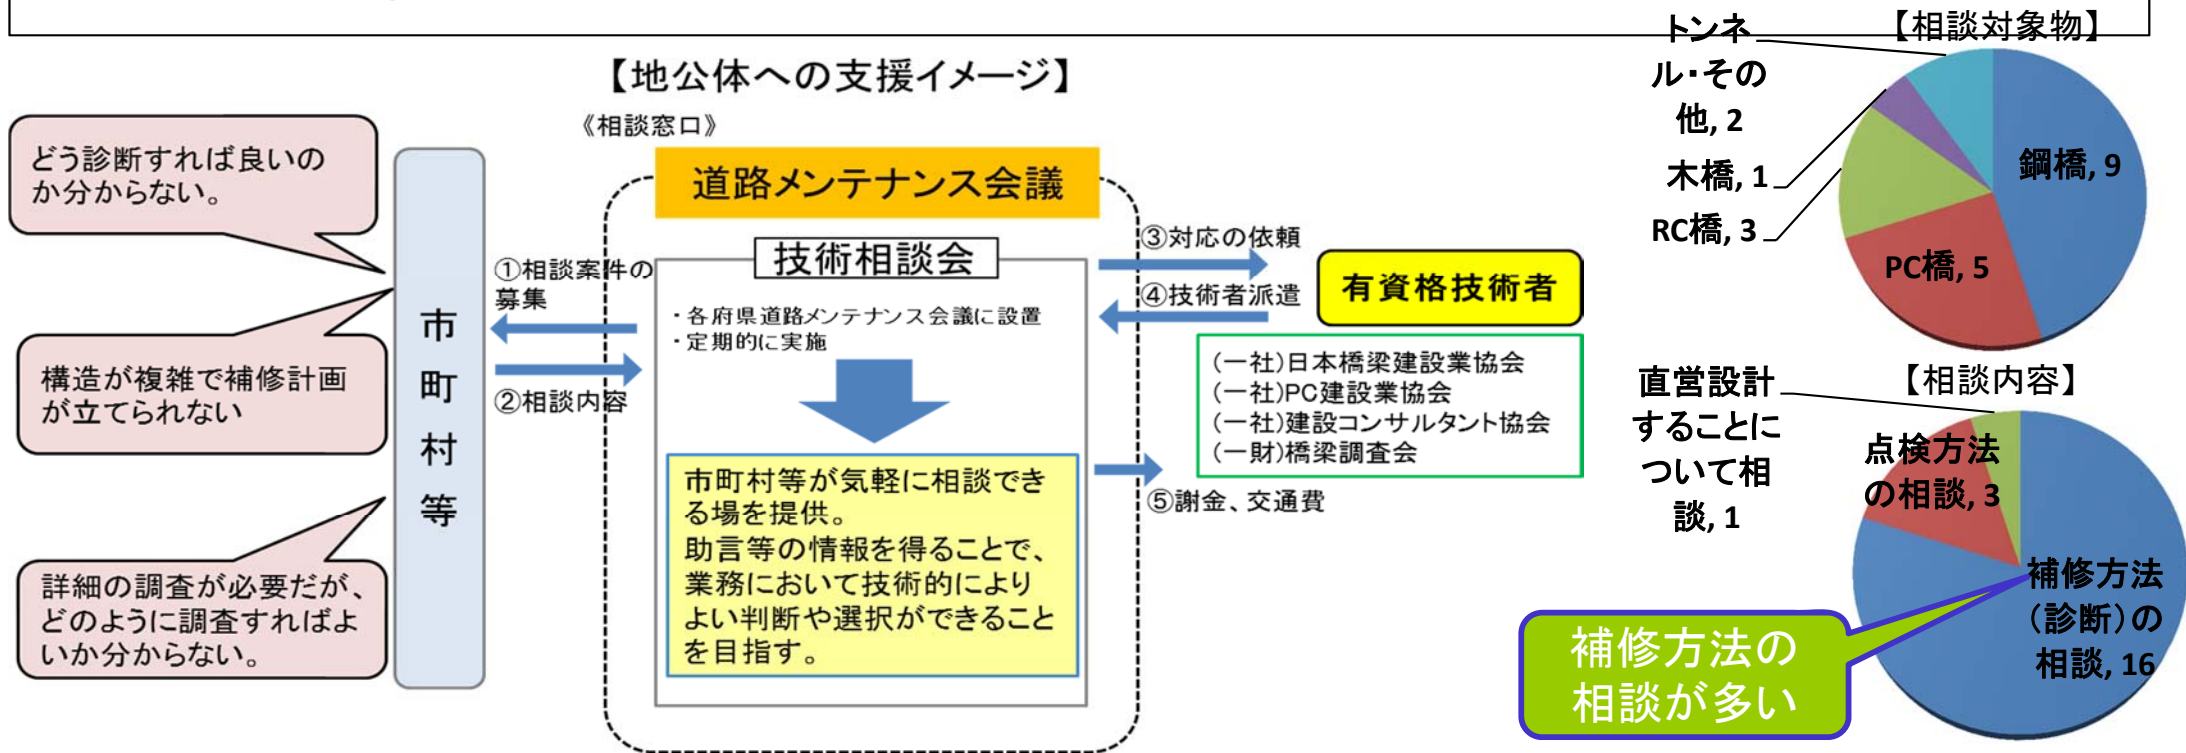 【地公体への支援イメージ】
《相談窓口》
どう診断すれば良いの
か分からない。
構造が複雑で補修計画
が立てられない
詳細の調査が必要だが、
どのように調査すればよ
いか分からない。
市
町
村
等
①相談案件の
募集
②相談内容
道路メンテナンス会議
技術相談会
・各府県道路メンテナンス会議に設置
・定期的に実施
市町村等が気軽に相談でき
る場を提供。
助言等の情報を得ることで、
業務において技術的により
よい判断や選択ができること
を目指す。
③対応の依頼
④技術者派遣
⑤謝金、交通費
有資格技術者
(一社)日本橋梁建設業協会
(一社)PC建設業協会
(一社)建設コンサルタント協会
(一財)橋梁調査会
【相談対象物】
トンネ
ル・その
他, 2
木橋, 1
RC橋, 3
PC橋, 5
鋼橋, 9
【相談内容】
直営設計
することに
ついて相
談, 1
点検方法
の相談, 3
補修方法
(診断)の
相談, 16
補修方法の
相談が多い